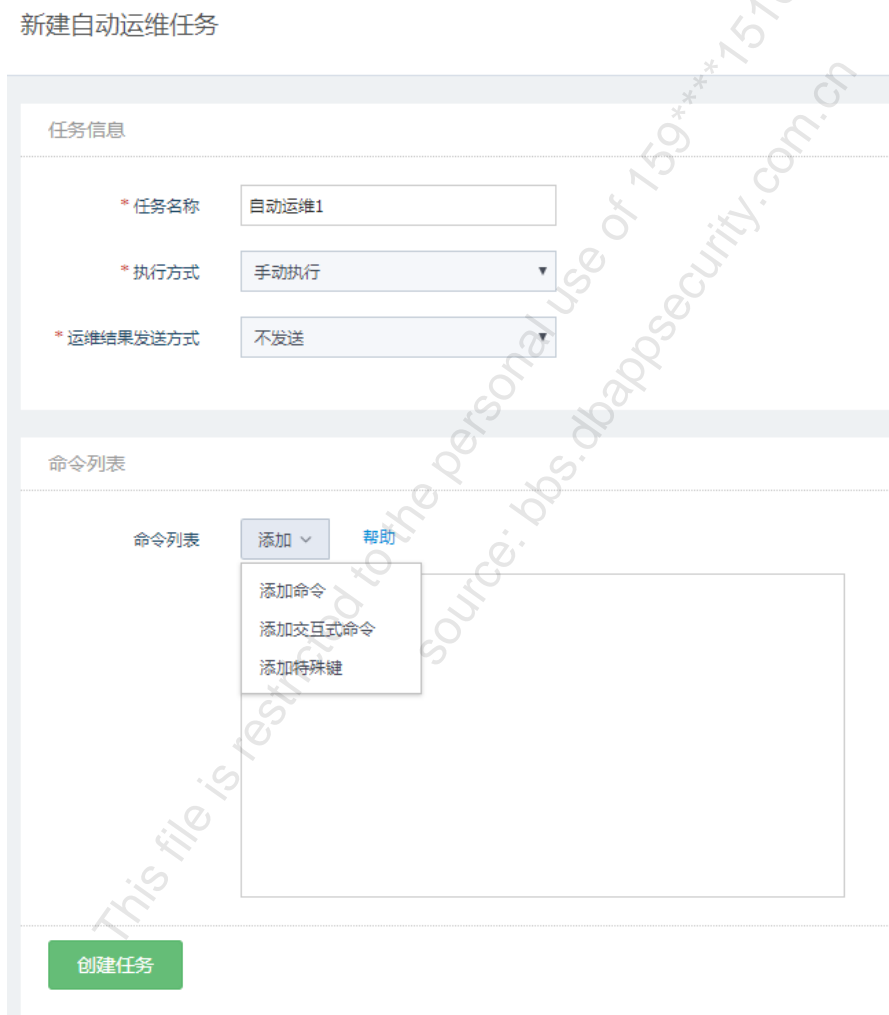 新建自动运维任务
任务信息
* 任务名称
自动运维1
* 执行方式
手动执行
* 运维结果发送方式
不发送
命令列表
命令列表
添加
帮助
添加命令
添加交互式命令
添加特殊键
创建任务
This file is restricted to the personal use of 159****151
source: bbs.dbappsecurity.com.cn